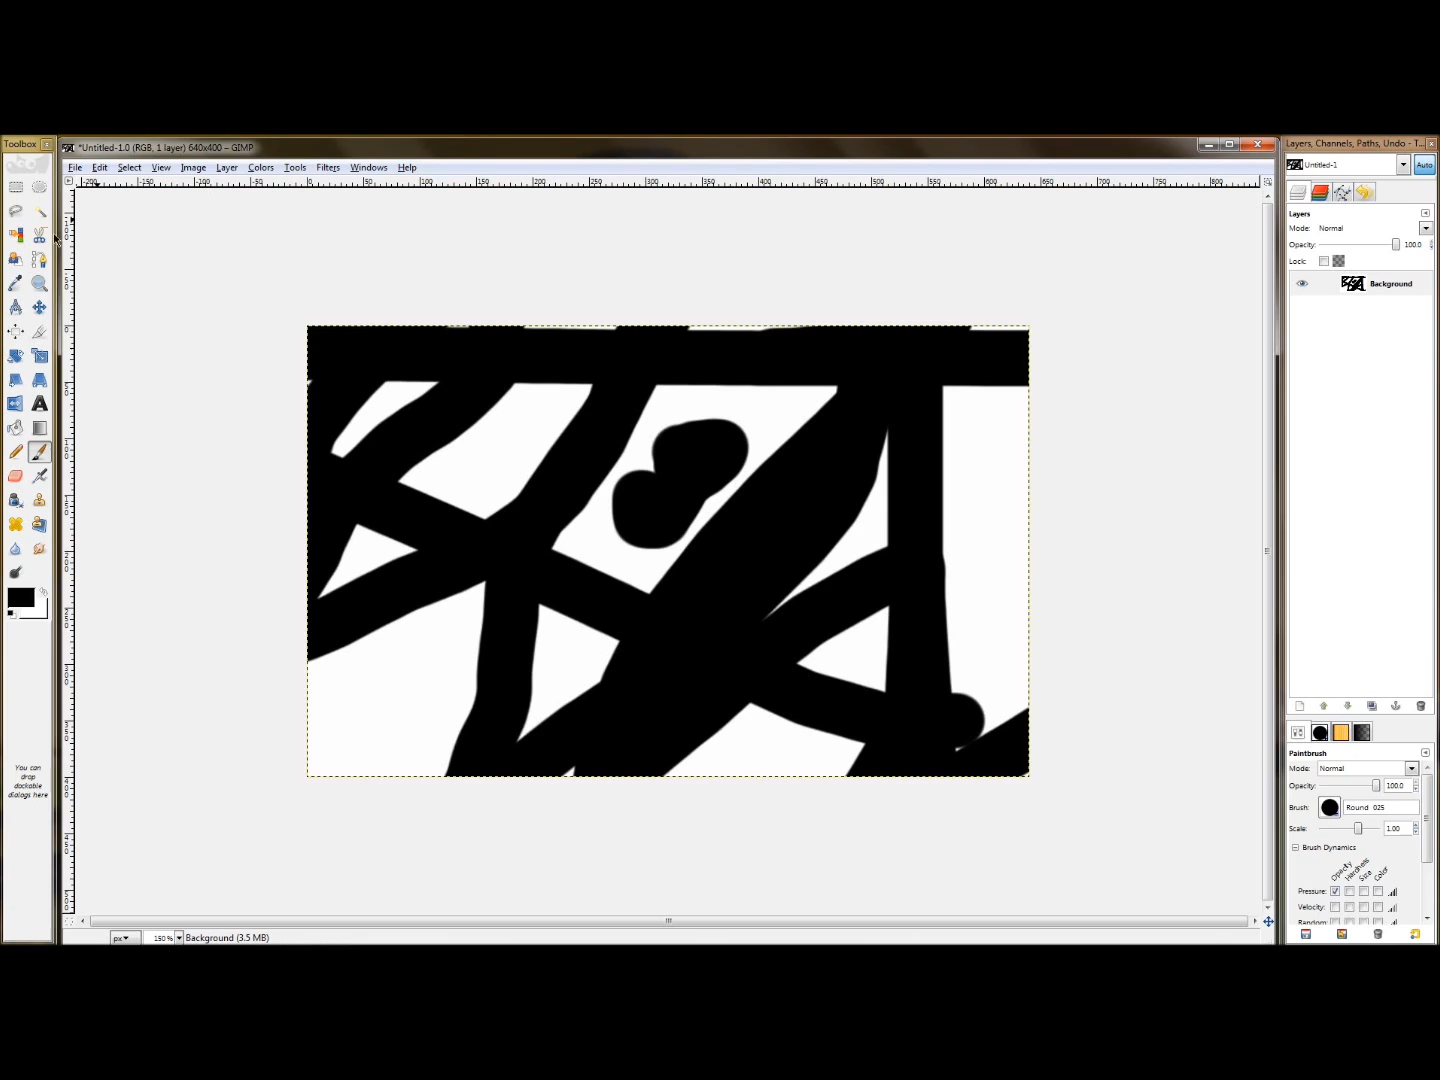 Toolbox
*Untitled-1.0 (RGB, 1 layer) 640x400 – GIMP
Layers, Channels, Paths, Undo - T...
File Edit Select View Image Layer Colors Tools Filters Windows Help
Untitled-1
Auto
Layers
Mode: Normal
Opacity: 100.0
Lock:
Background
You can
drop
dockable
dialogs here
Paintbrush
Mode: Normal
Opacity: 100.0
Brush: Round 025
Scale: 1.00
Brush Dynamics
Opacity Hardness Size Color
Pressure:
Velocity:
Random:
px 150 % Background (3.5 MB)